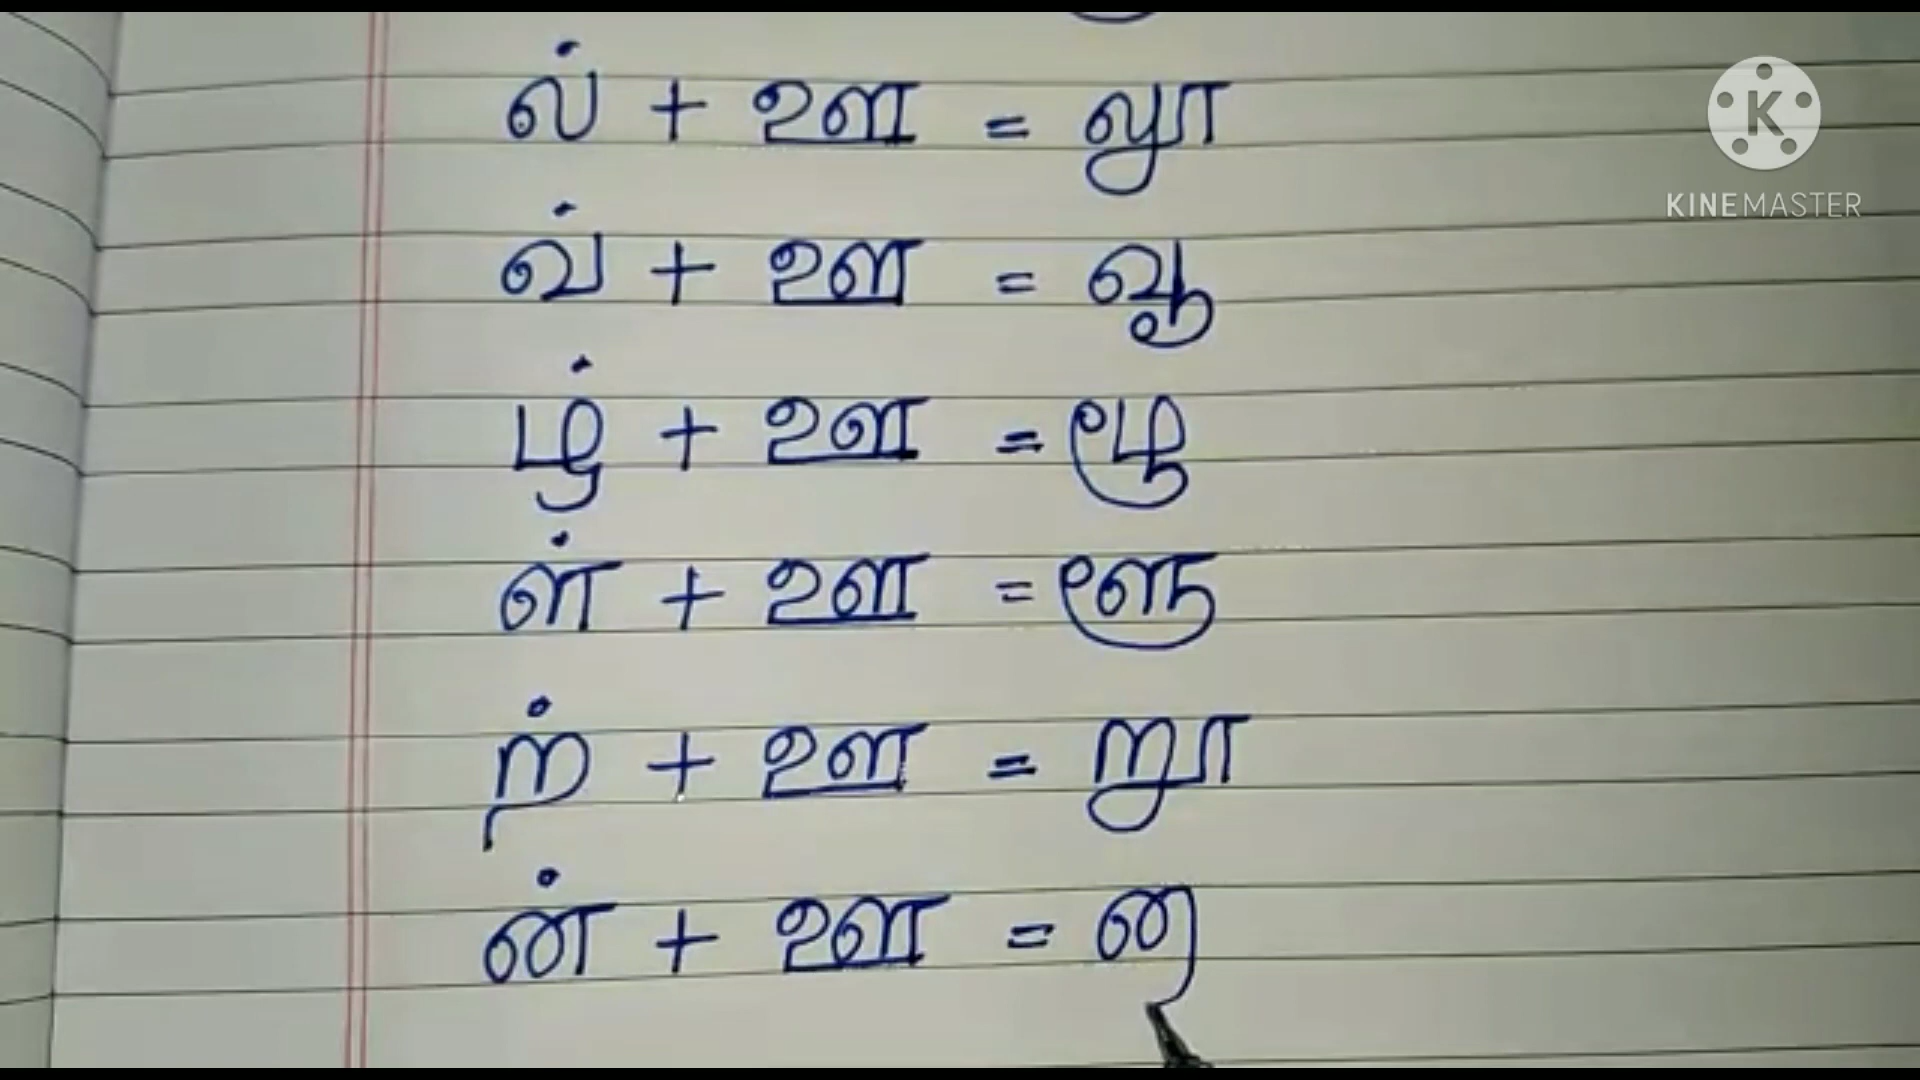 ல் + ஊ = லூ
KINEMASTER
வ் + ஊ = வூ
ழ் + ஊ = ழூ
ள் + ஊ = ளூ
ற் + ஊ = றூ
ன் + ஊ =